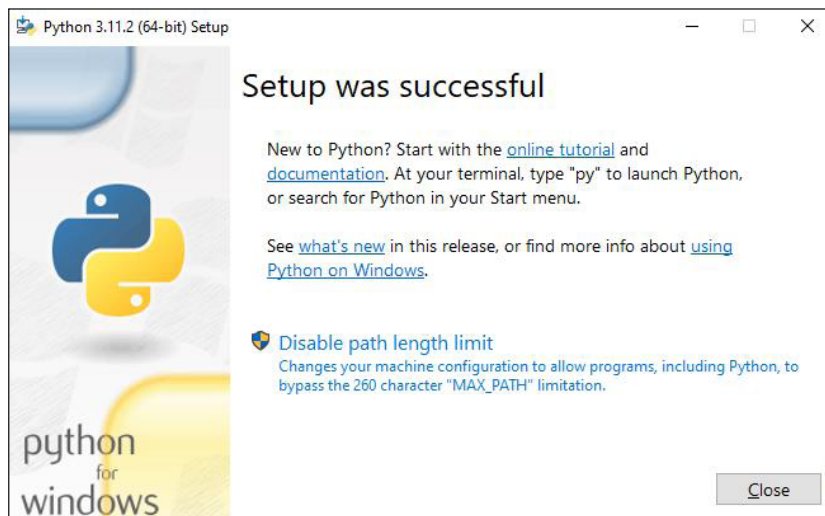 Python 3.11.2 (64-bit) Setup
Setup was successful
New to Python? Start with the online tutorial and
documentation. At your terminal, type "py" to launch Python,
or search for Python in your Start menu.
See what's new in this release, or find more info about using
Python on Windows.
Disable path length limit
Changes your machine configuration to allow programs, including Python, to
bypass the 260 character "MAX_PATH" limitation.
python
for
windows
Close